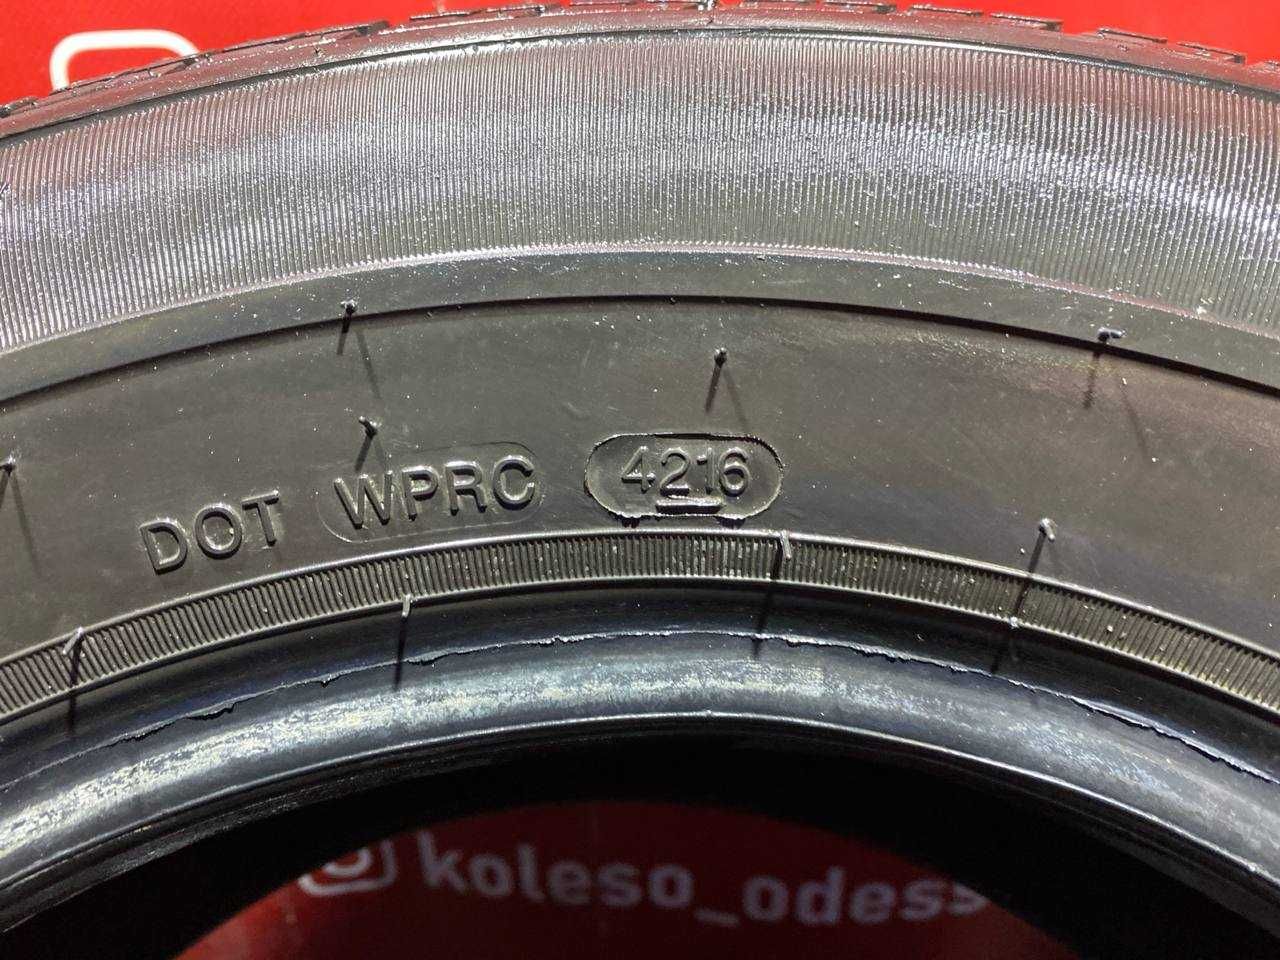 DOT WPRC 4216
koleso_odess